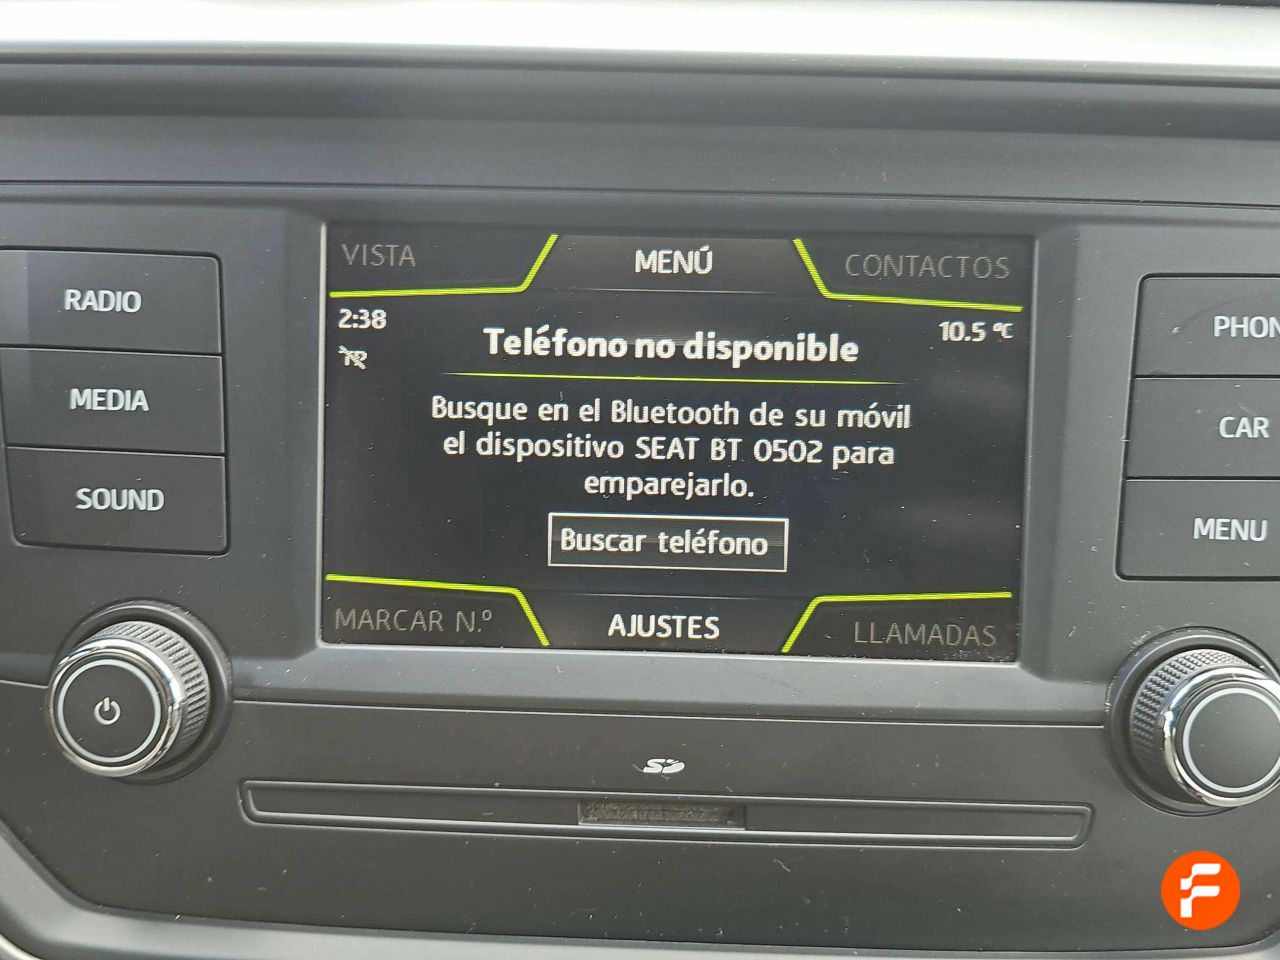 VISTA
MENÚ
CONTACTOS
RADIO
MEDIA
SOUND
2:38
10.5 °C
Teléfono no disponible
Busque en el Bluetooth de su móvil
el dispositivo SEAT BT 0502 para
emparejarlo.
Buscar teléfono
MARCAR N.º
AJUSTES
LLAMADAS
PHON
CAR
MENU
SD